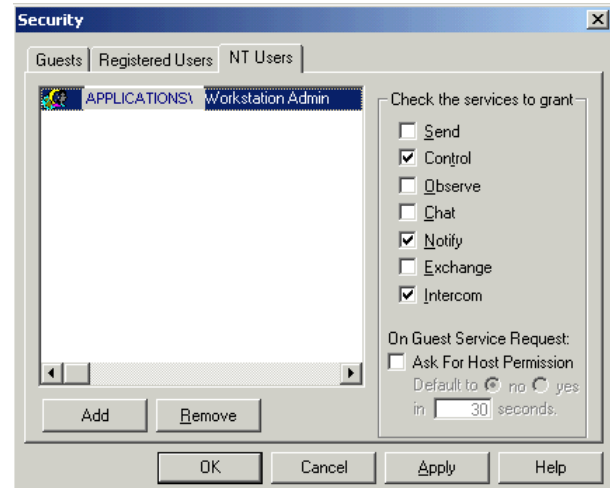 Security
Guests Registered Users NT Users
APPLICATIONS\ Workstation Admin
Check the services to grant
Send
Control
Observe
Chat
Notify
Exchange
Intercom
On Guest Service Request:
Ask For Host Permission
Default to no yes
in 30 seconds.
Add Remove
OK Cancel Apply Help